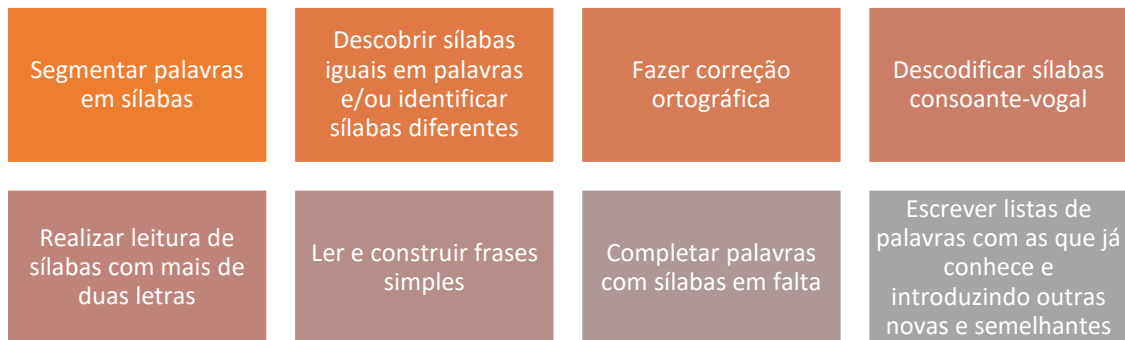 Segmentar palavras
em sílabas
Descobrir sílabas
iguais em palavras
e/ou identificar
sílabas diferentes
Fazer correção
ortográfica
Descodificar sílabas
consoante-vogal
Realizar leitura de
sílabas com mais de
duas letras
Ler e construir frases
simples
Completar palavras
com sílabas em falta
Escrever listas de
palavras com as que já
conhece e
introduzindo outras
novas e semelhantes